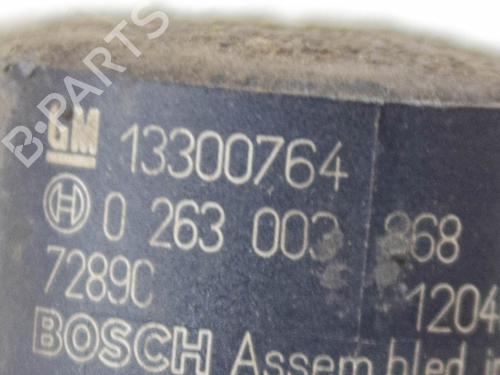 B-PARTS
GM 13300764
H 0 263 003 868
7289C 1204
BOSCH Assembled in